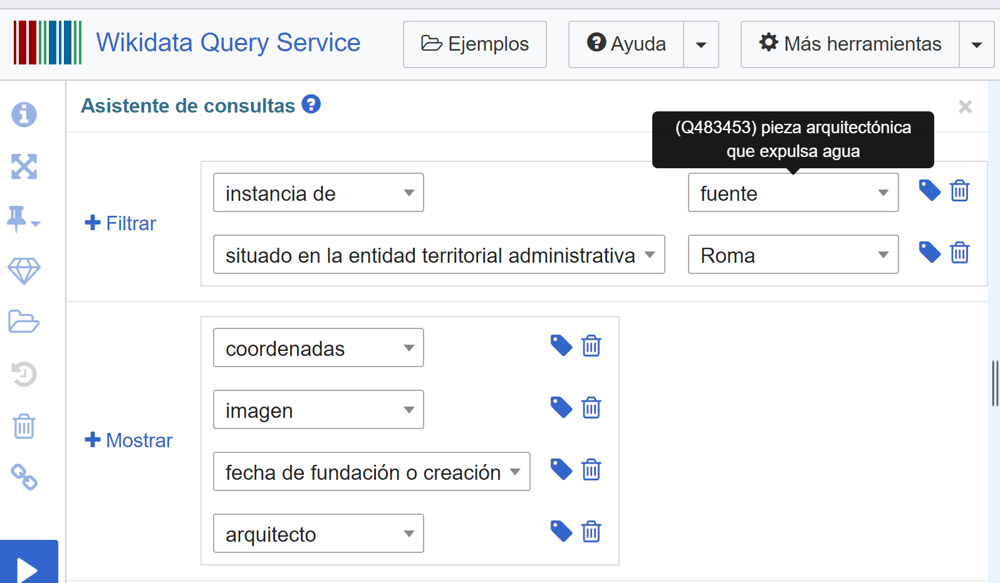 Wikidata Query Service
Ejemplos
Ayuda
Más herramientas
Asistente de consultas
(Q483453) pieza arquitectónica
que expulsa agua
Filtrar
instancia de
fuente
situado en la entidad territorial administrativa
Roma
Mostrar
coordenadas
imagen
fecha de fundación o creación
arquitecto